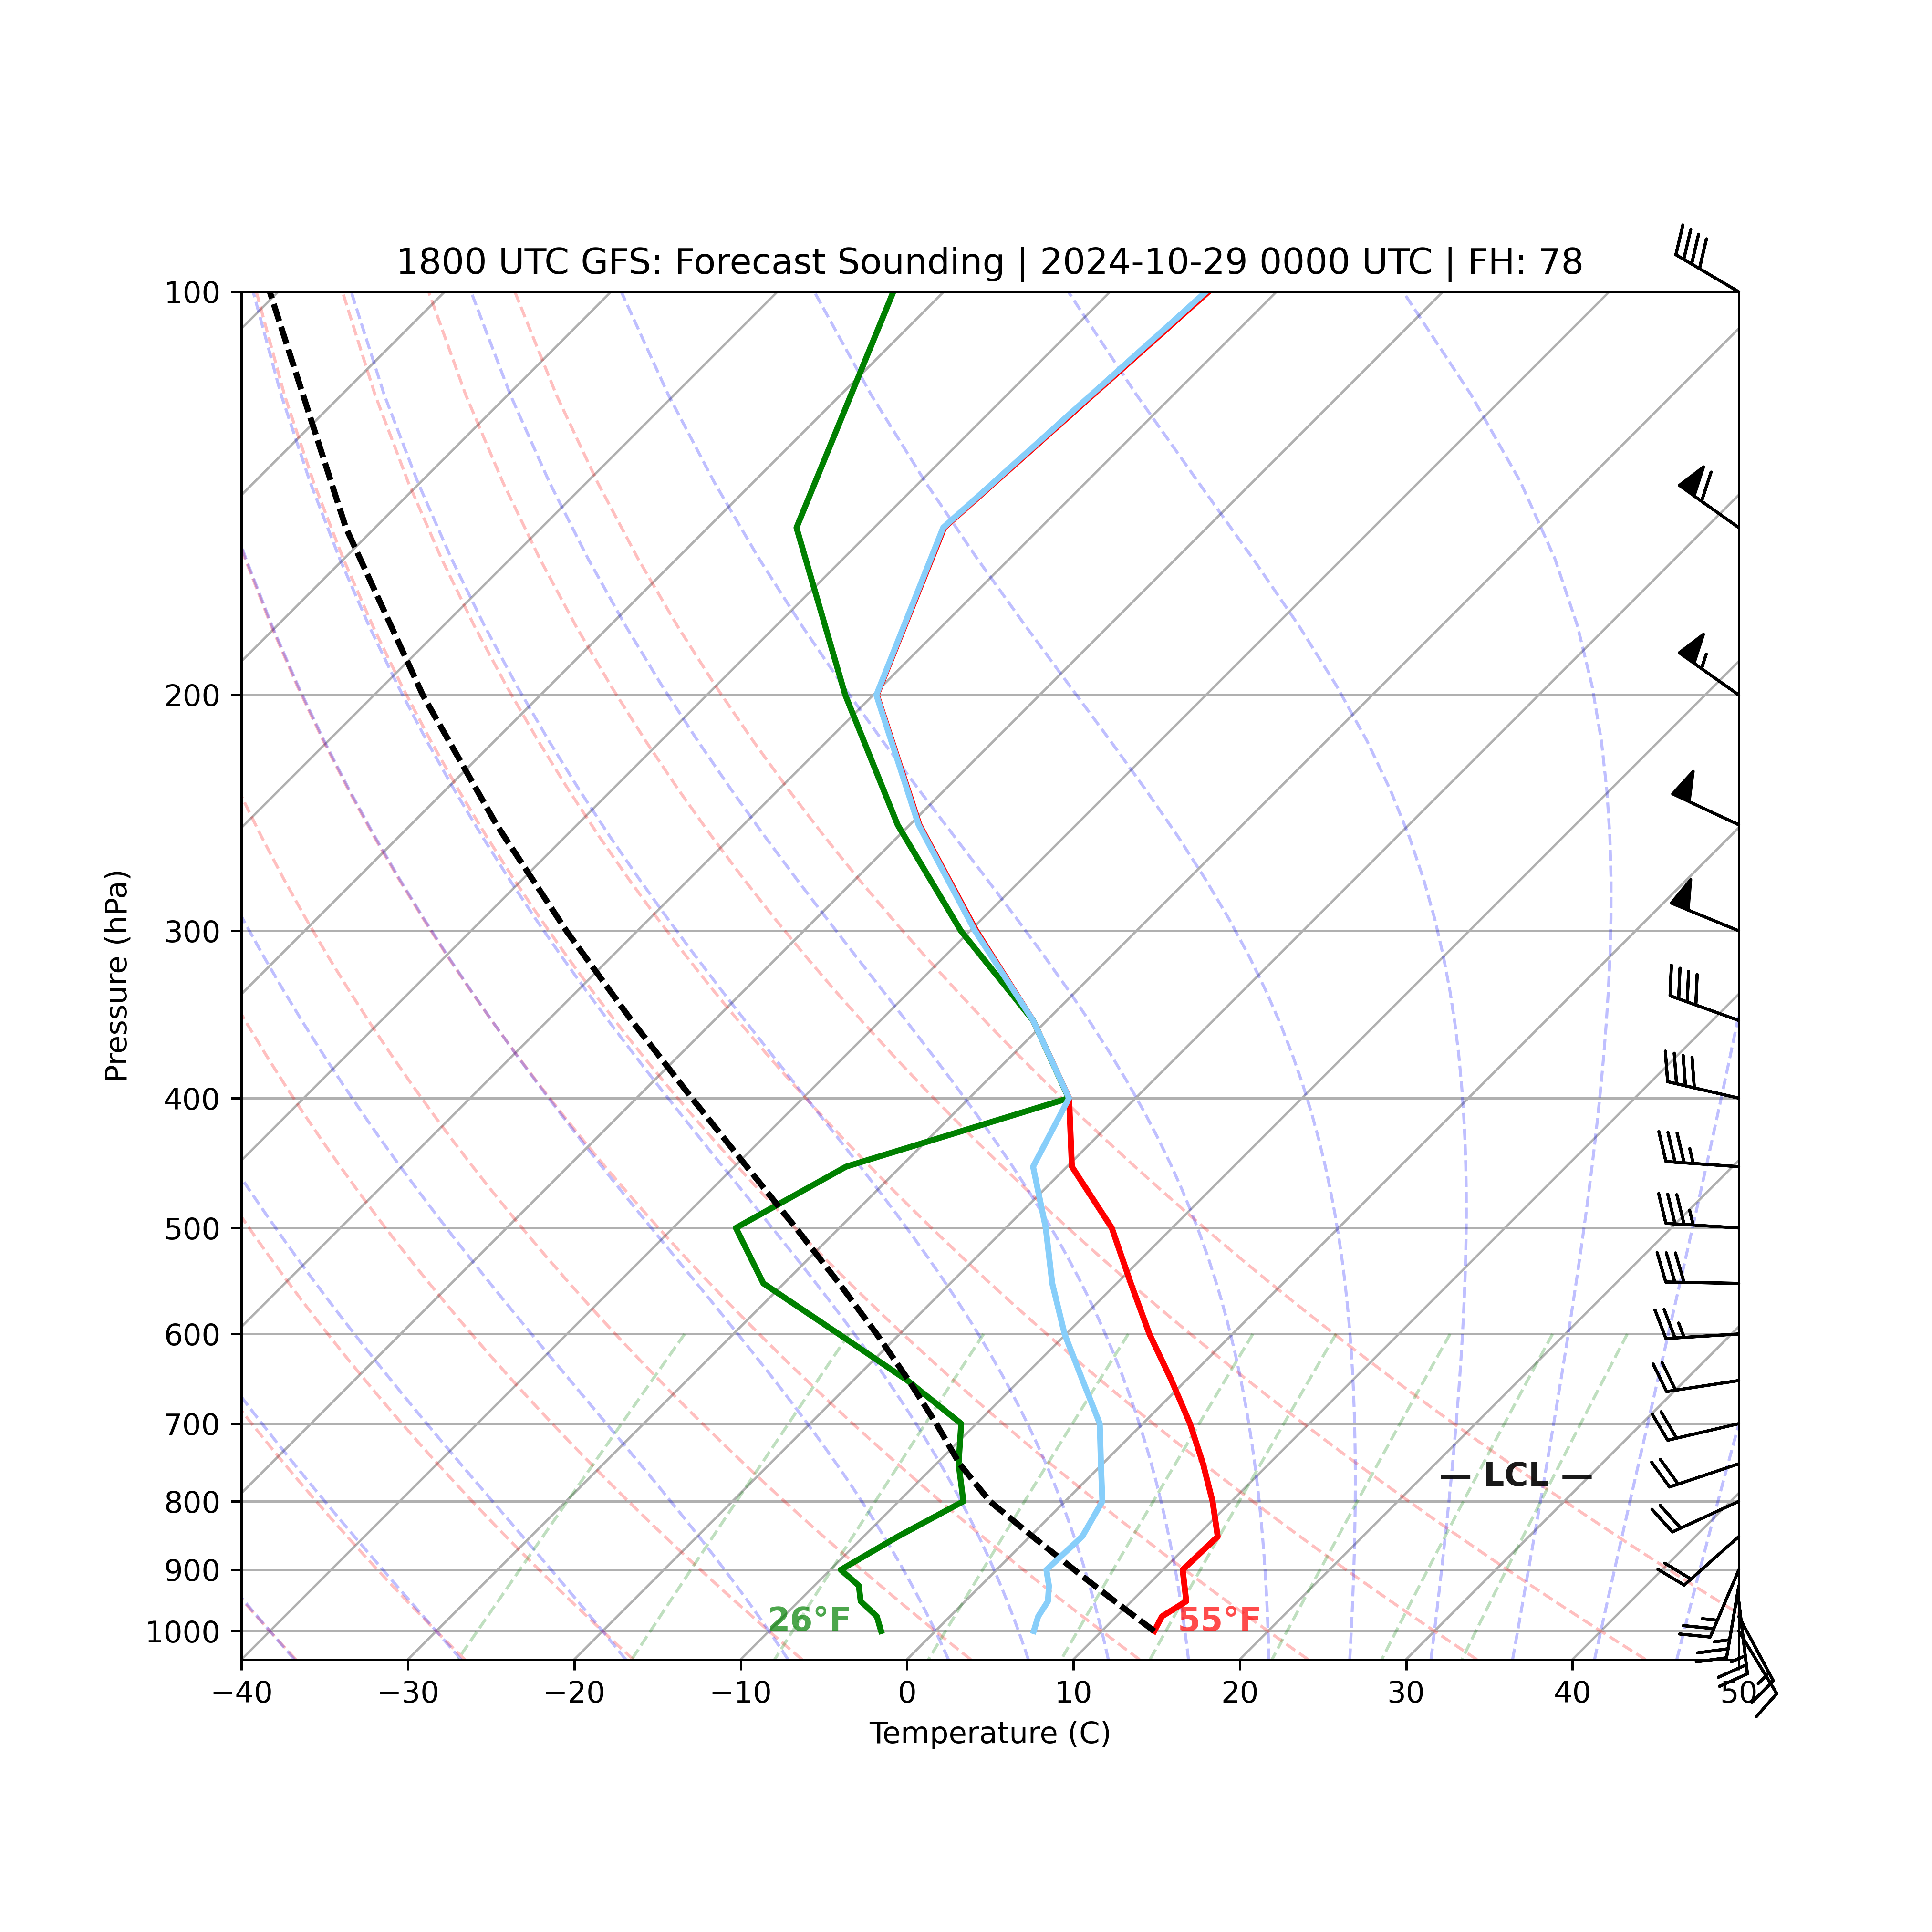 1800 UTC GFS: Forecast Sounding | 2024-10-29 0000 UTC | FH: 78
100
200
300
400
500
600
700
800
900
1000
Pressure (hPa)
— LCL —
26°F
55°F
−40 −30 −20 −10 0 10 20 30 40 50
Temperature (C)